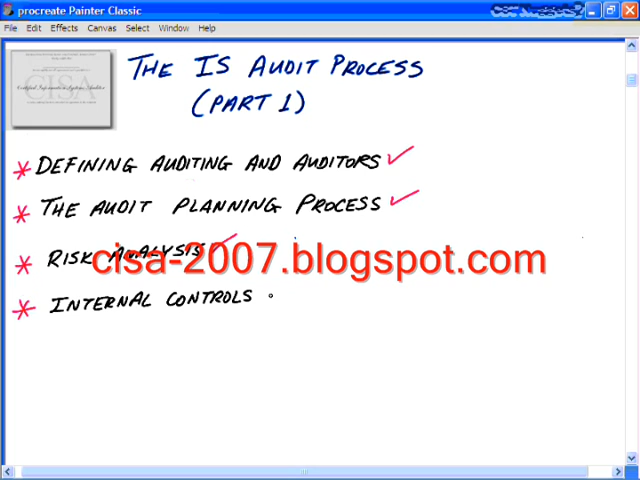 procreate Painter Classic
File Edit Effects Canvas Select Window Help
CISA
THE IS AUDIT PROCESS
(PART 1)
* DEFINING AUDITING AND AUDITORS ✓
* THE AUDIT PLANNING PROCESS ✓
* RISK ANALYSIS ✓
cisa-2007.blogspot.com
* INTERNAL CONTROLS